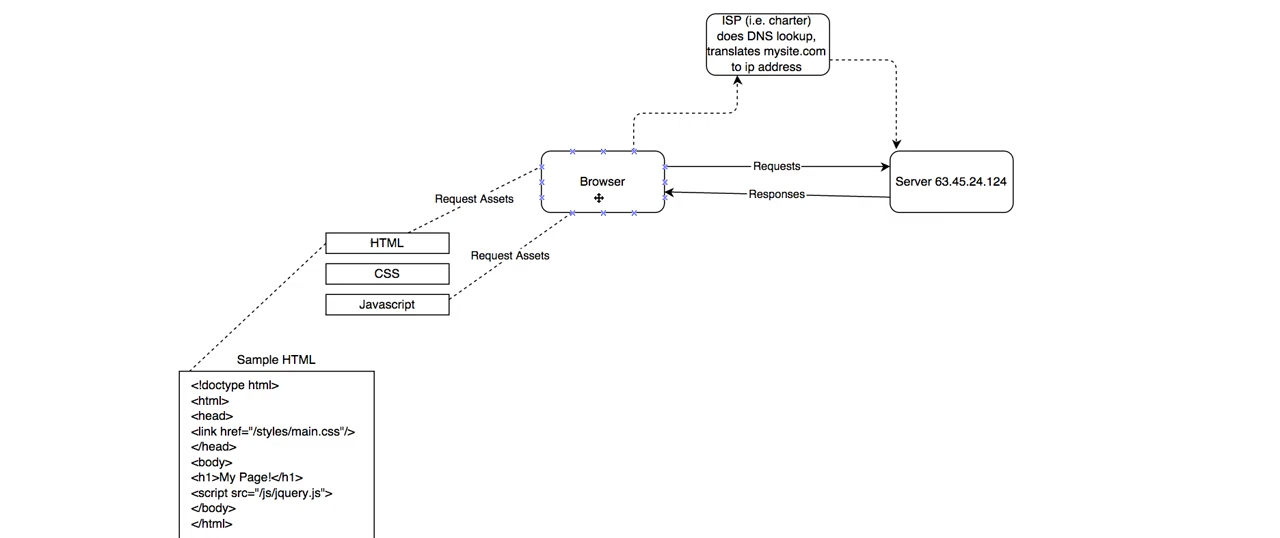 ISP (i.e. charter)
does DNS lookup,
translates mysite.com
to ip address
Requests
Browser
Server 63.45.24.124
Responses
Request Assets
HTML
Request Assets
CSS
Javascript
Sample HTML
<!doctype html>
<html>
<head>
<link href="/styles/main.css"/>
</head>
<body>
<h1>My Page!</h1>
<script src="/js/jquery.js">
</body>
</html>